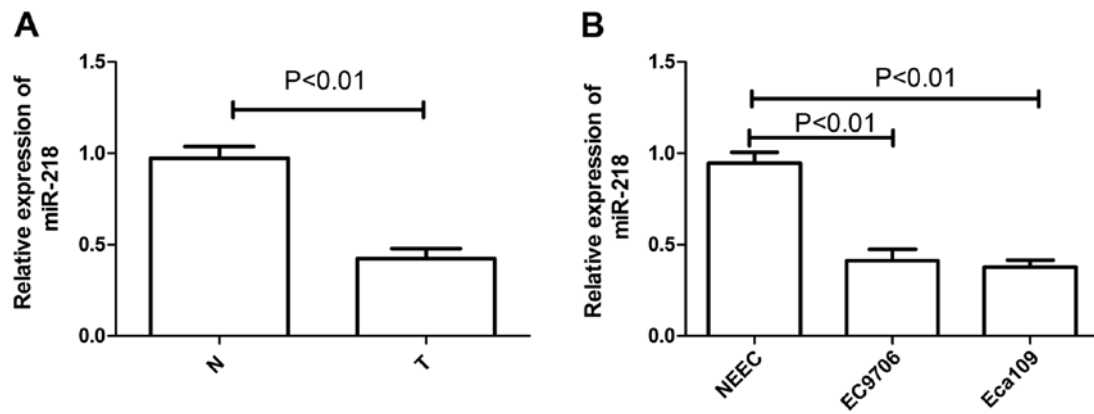 A
Relative expression of
miR-218
1.5
1.0
0.5
0.0
P<0.01
N
T
B
Relative expression of
miR-218
1.5
1.0
0.5
0.0
P<0.01
P<0.01
NEEC
EC9706
Eca109